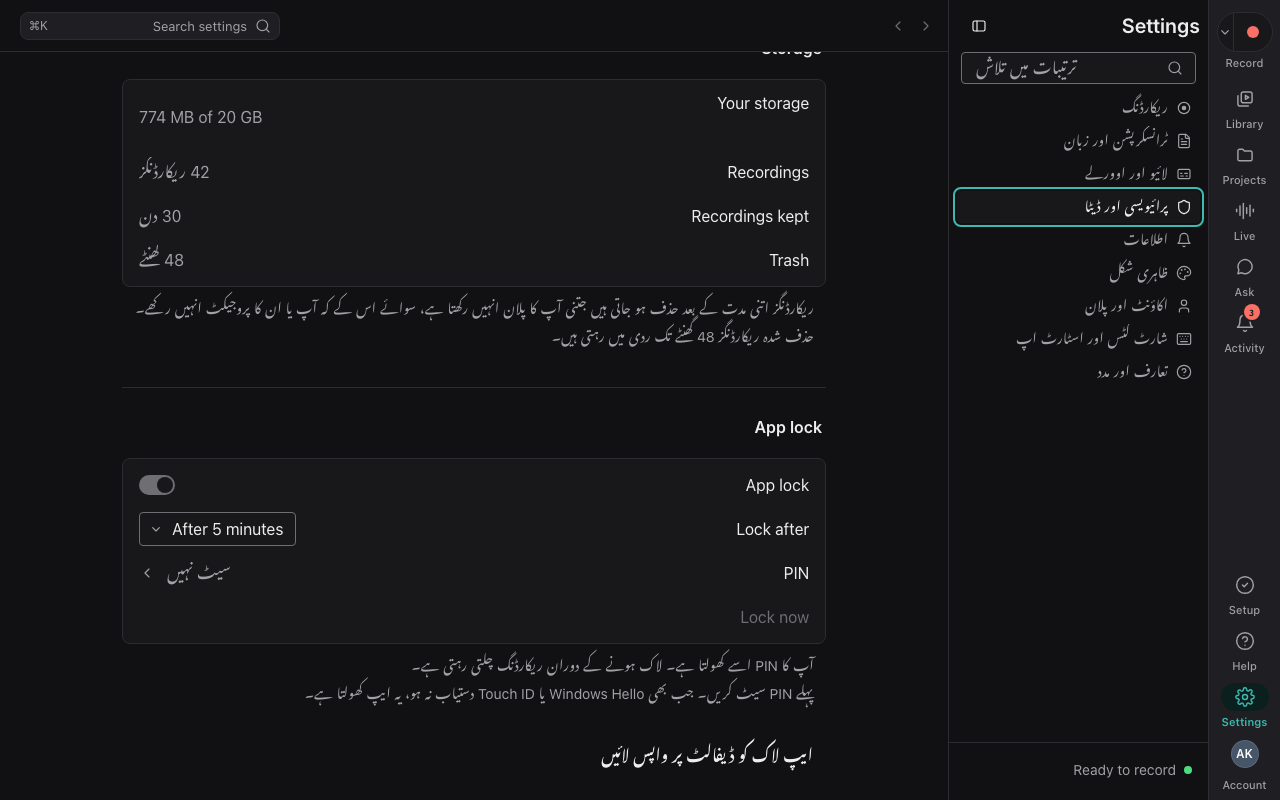 ⌘K
Search settings
Settings
Record
Library
Projects
Live
Ask
3
Activity
Setup
Help
Settings
AK
Account
ترتیبات میں تلاش
ریکارڈنگ
ٹرانسکرپشن اور زبان
لائیو اور اوورلے
پرائیویسی اور ڈیٹا
اطلاعات
ظاہری شکل
اکاؤنٹ اور پلان
شارٹ کٹس اور اسٹارٹ اپ
تعارف اور مدد
Ready to record
Storage
Your storage
774 MB of 20 GB
Recordings
42 ریکارڈنگز
Recordings kept
30 دن
Trash
48 گھنٹے
ریکارڈنگز اتنی مدت کے بعد حذف ہو جاتی ہیں جتنی آپ کا پلان انہیں رکھتا ہے، سوائے اس کے کہ آپ یا ان کا پروجیکٹ انہیں رکھے۔
حذف شدہ ریکارڈنگز 48 گھنٹے تک ردی میں رہتی ہیں۔
App lock
App lock
Lock after
After 5 minutes
PIN
سیٹ نہیں
Lock now
آپ کا PIN اسے کھولتا ہے۔ لاک ہونے کے دوران ریکارڈنگ چلتی رہتی ہے۔
پہلے PIN سیٹ کریں۔ جب بھی Windows Hello یا Touch ID دستیاب نہ ہو، یہ ایپ کھولتا ہے۔
ایپ لاک کو ڈیفالٹ پر واپس لائیں